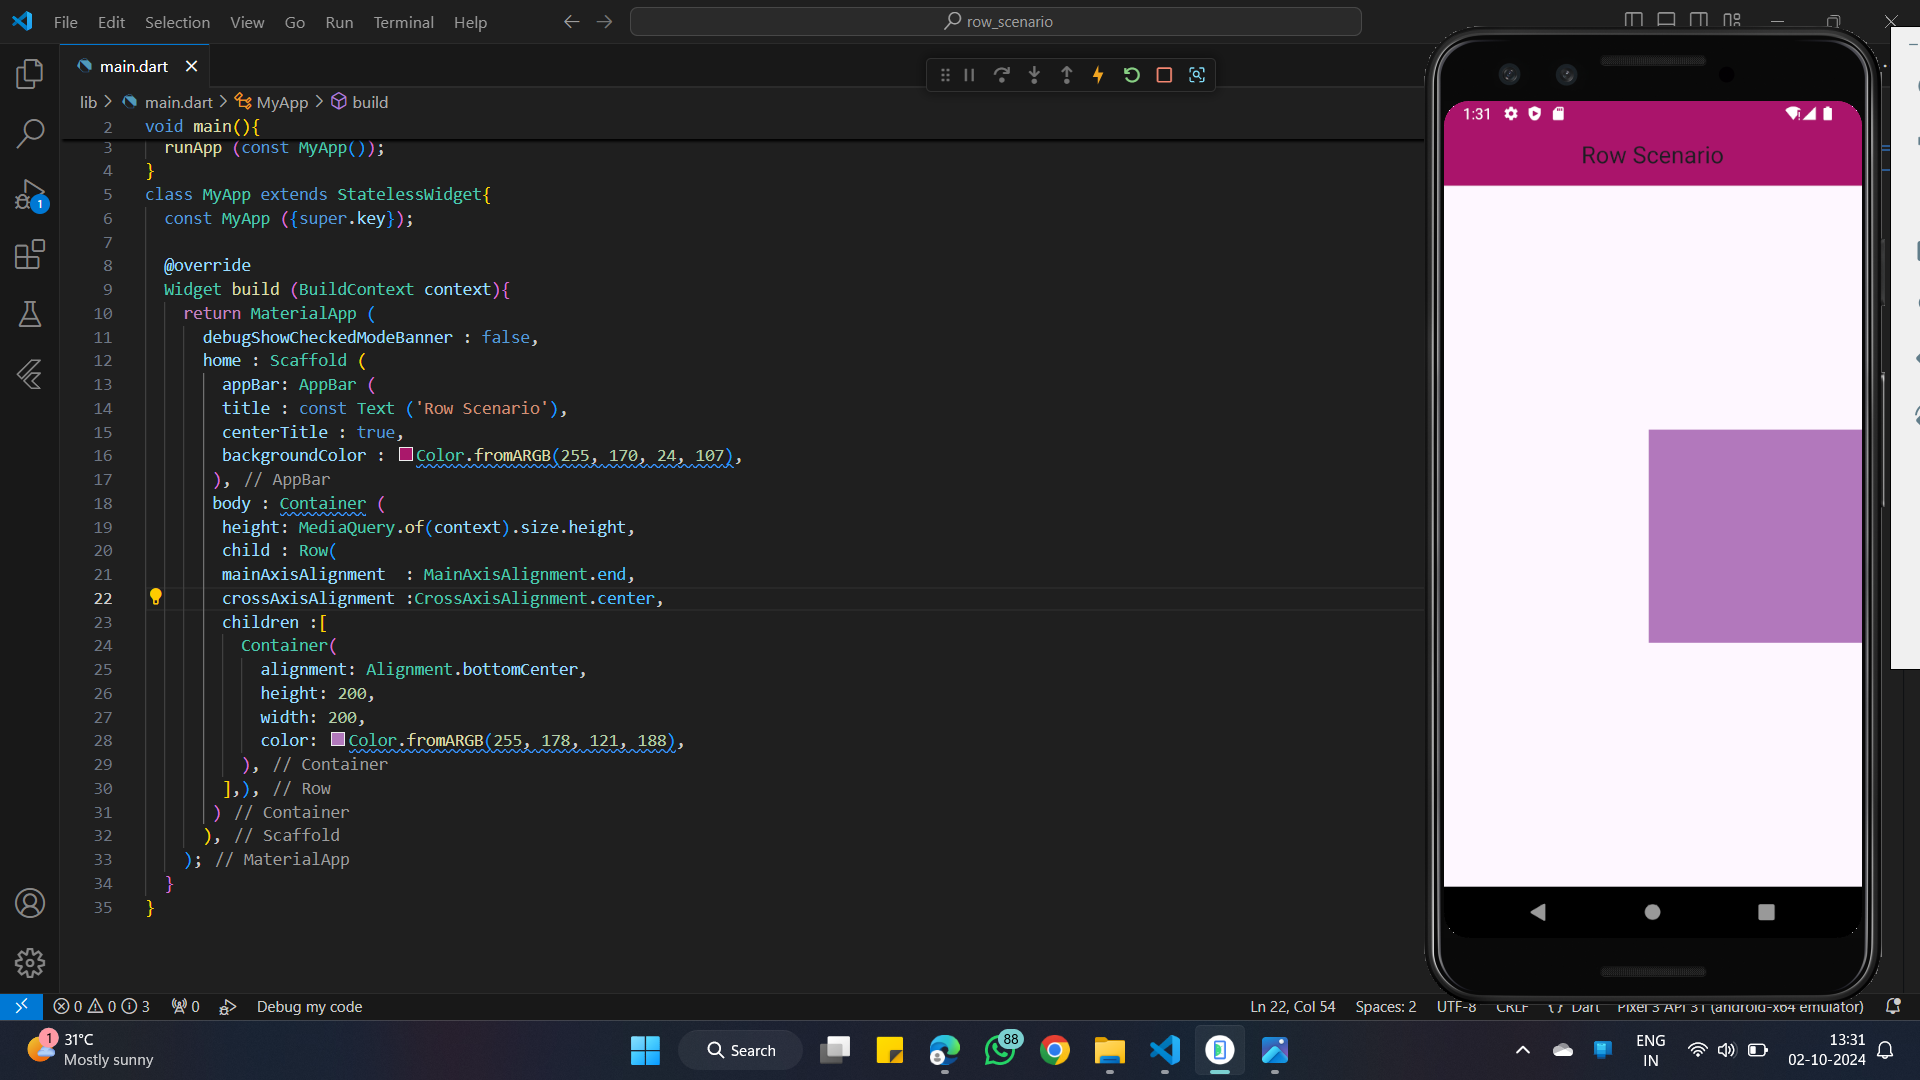 File Edit Selection View Go Run Terminal Help
row_scenario
main.dart
lib > main.dart > MyApp > build
2 void main(){
3 runApp (const MyApp());
4 }
5 class MyApp extends StatelessWidget{
6 const MyApp ({super.key});
7
8 @override
9 Widget build (BuildContext context){
10 return MaterialApp (
11 debugShowCheckedModeBanner : false,
12 home : Scaffold (
13 appBar: AppBar (
14 title : const Text ('Row Scenario'),
15 centerTitle : true,
16 backgroundColor : Color.fromARGB(255, 170, 24, 107),
17 ), // AppBar
18 body : Container (
19 height: MediaQuery.of(context).size.height,
20 child : Row(
21 mainAxisAlignment : MainAxisAlignment.end,
22 crossAxisAlignment :CrossAxisAlignment.center,
23 children :[
24 Container(
25 alignment: Alignment.bottomCenter,
26 height: 200,
27 width: 200,
28 color: Color.fromARGB(255, 178, 121, 188),
29 ), // Container
30 ],), // Row
31 ) // Container
32 ), // Scaffold
33 ); // MaterialApp
34 }
35 }
1
1:31
Row Scenario
0 0 3 0 Debug my code
Ln 22, Col 54 Spaces: 2 UTF-8 CRLF {} Dart Pixel 3 API 31 (android-x64 emulator)
1
31°C
Mostly sunny
Search
88
ENG
IN
13:31
02-10-2024